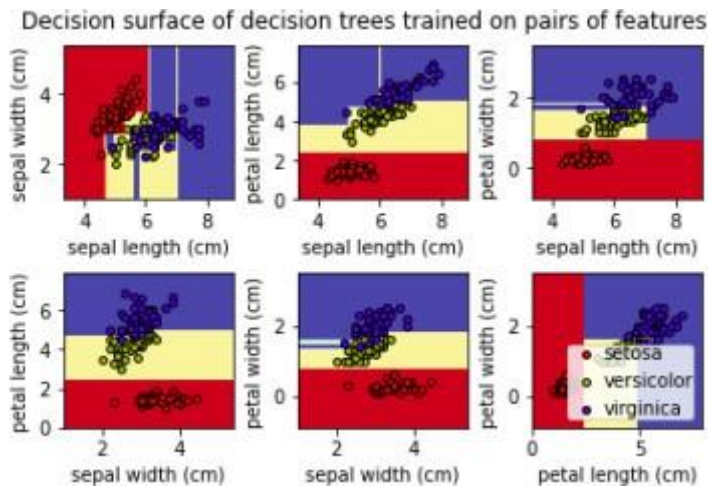 Decision surface of decision trees trained on pairs of features
sepal width (cm)
4
2
4 6 8
sepal length (cm)
petal length (cm)
6
4
2
0
4 6 8
sepal length (cm)
petal width (cm)
2
0
4 6 8
sepal length (cm)
petal length (cm)
6
4
2
0
2 4
sepal width (cm)
petal width (cm)
2
0
2 4
sepal width (cm)
petal width (cm)
2
0
0 5
petal length (cm)
setosa
versicolor
virginica